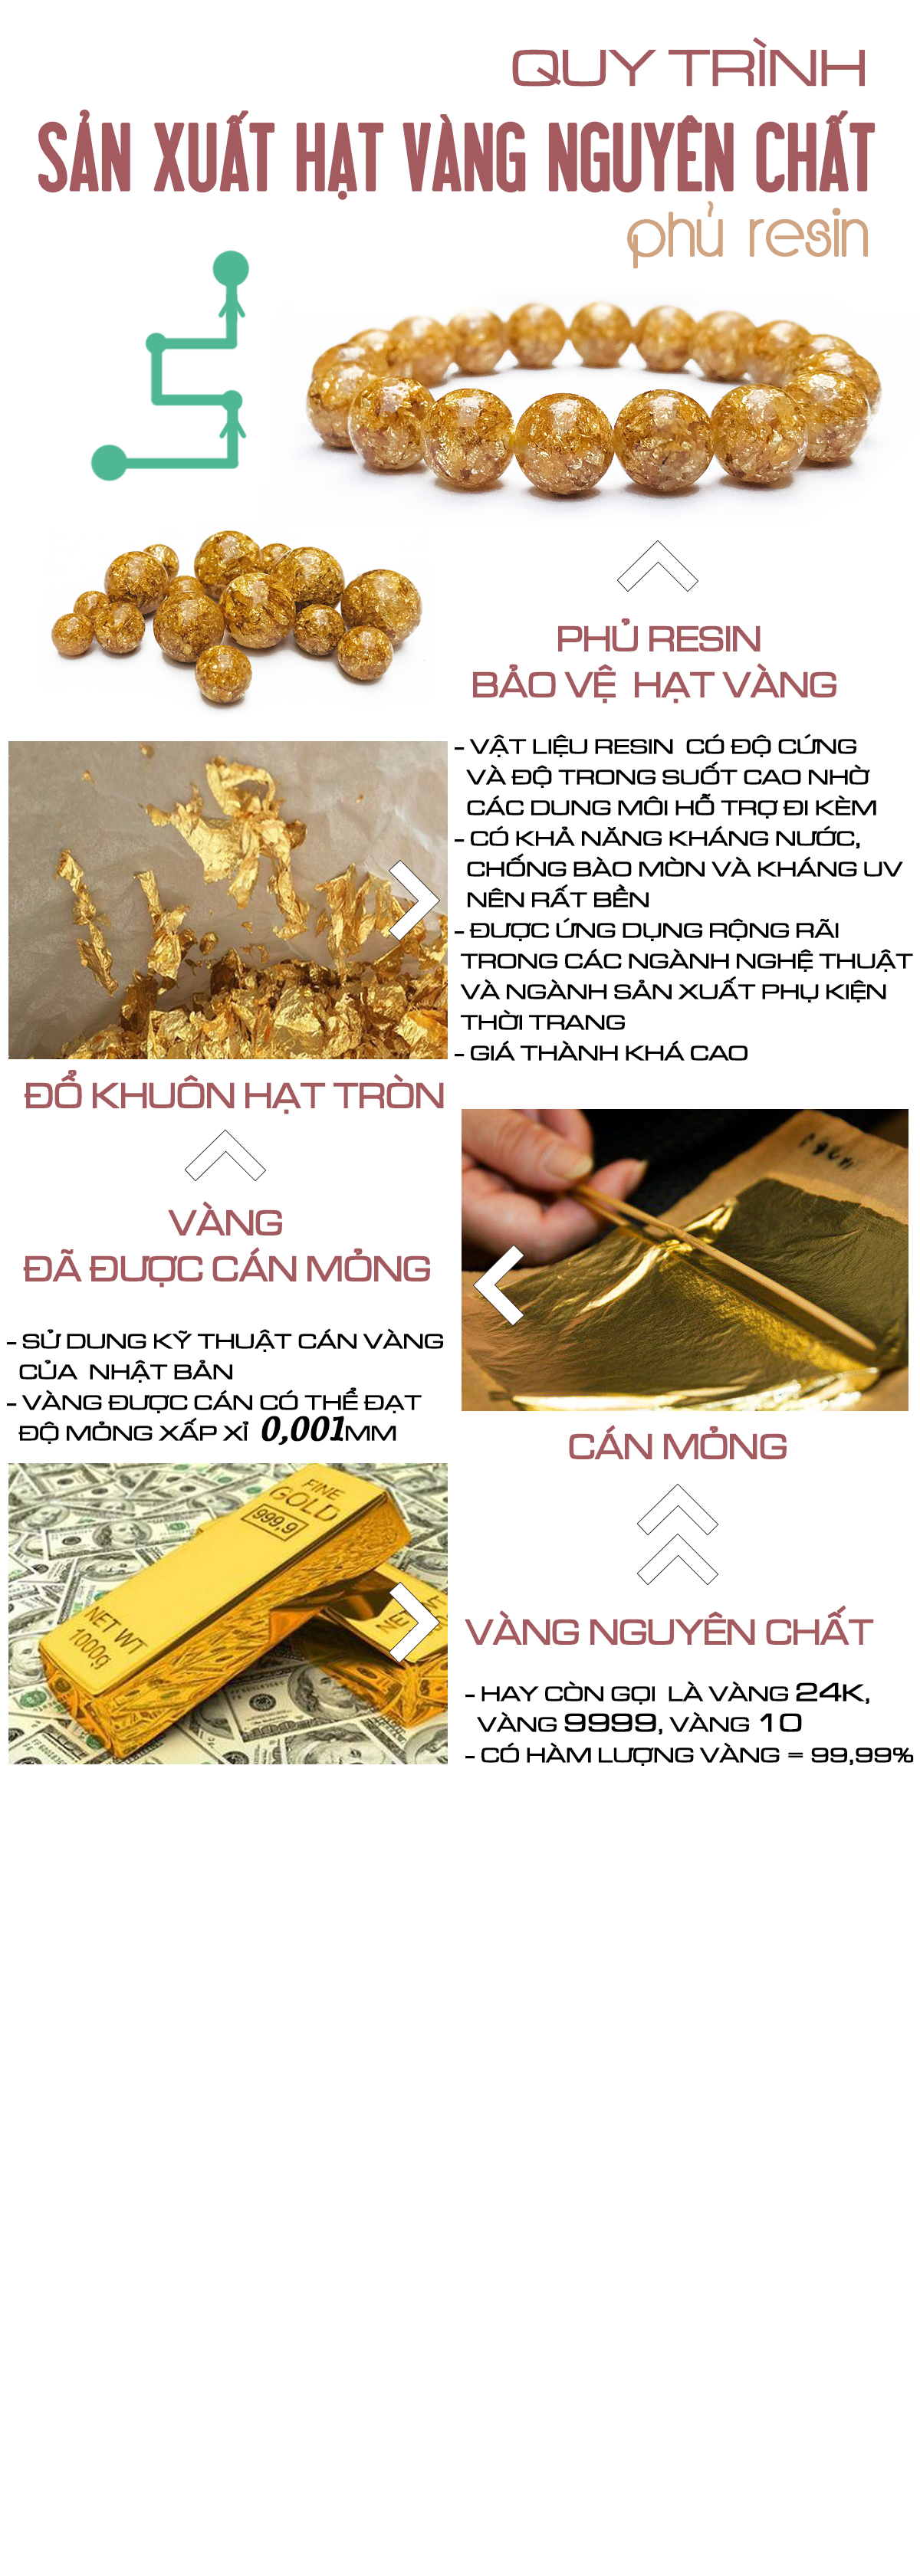 QUY TRÌNH
SẢN XUẤT HẠT VÀNG NGUYÊN CHẤT
phủ resin
PHỦ RESIN
BẢO VỆ HẠT VÀNG
- VẬT LIỆU RESIN CÓ ĐỘ CỨNG
VÀ ĐỘ TRONG SUỐT CAO NHỜ
CÁC DUNG MÔI HỖ TRỢ ĐI KÈM
- CÓ KHẢ NĂNG KHÁNG NƯỚC,
CHỐNG BÀO MÒN VÀ KHÁNG UV
NÊN RẤT BỀN
- ĐƯỢC ỨNG DỤNG RỘNG RÃI
TRONG CÁC NGÀNH NGHỆ THUẬT
VÀ NGÀNH SẢN XUẤT PHỤ KIỆN
THỜI TRANG
- GIÁ THÀNH KHÁ CAO
ĐỔ KHUÔN HẠT TRÒN
VÀNG
ĐÃ ĐƯỢC CÁN MỎNG
- SỬ DUNG KỸ THUẬT CÁN VÀNG
CỦA NHẬT BẢN
- VÀNG ĐƯỢC CÁN CÓ THỂ ĐẠT
ĐỘ MỎNG XẤP XỈ 0,001MM
CÁN MỎNG
FINE
GOLD
999,9
NET WT
1000g
VÀNG NGUYÊN CHẤT
- HAY CÒN GỌI LÀ VÀNG 24K,
VÀNG 9999, VÀNG 10
- CÓ HÀM LƯỢNG VÀNG = 99,99%